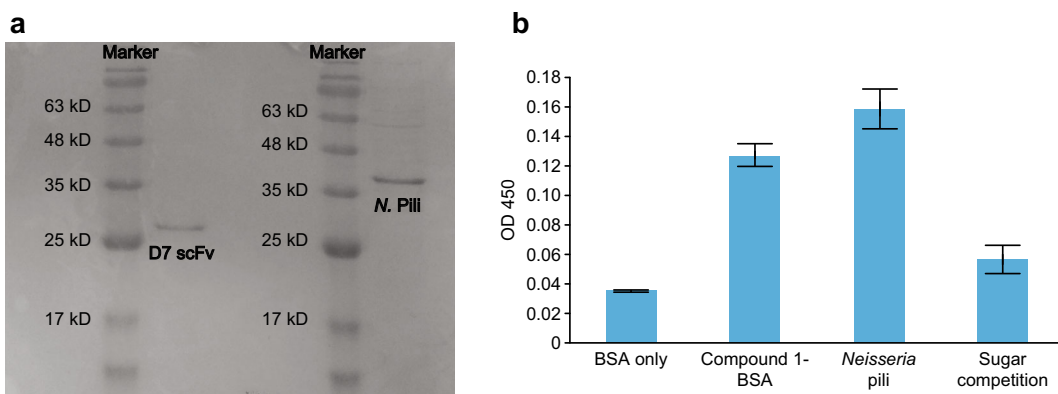 a
Marker
Marker
63 kD
48 kD
35 kD
25 kD
17 kD
D7 scFv
63 kD
48 kD
35 kD
25 kD
17 kD
N. Pili
b
OD 450
0.18
0.16
0.14
0.12
0.10
0.08
0.06
0.04
0.02
0
BSA only
Compound 1-
BSA
Neisseria
pili
Sugar
competition